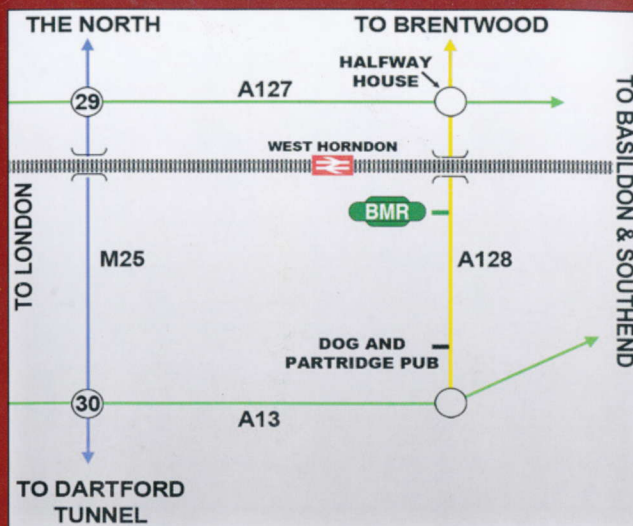 THE NORTH
TO BRENTWOOD
HALFWAY
HOUSE
29
A127
WEST HORNDON
TO BASILDON & SOUTHEND
TO LONDON
BMR
M25
A128
DOG AND
PARTRIDGE PUB
30
A13
TO DARTFORD
TUNNEL